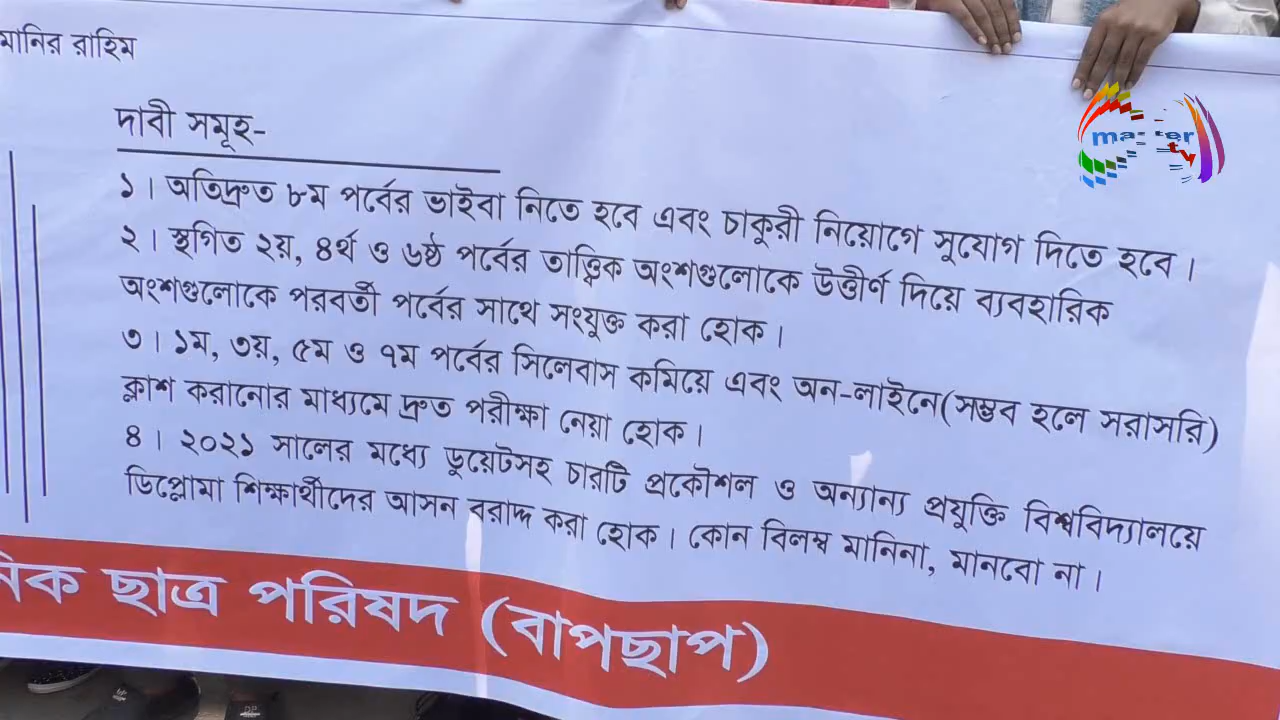 মানির রাহিম
দাবী সমূহ-
১। অতিদ্রুত ৮ম পর্বের ভাইবা নিতে হবে এবং চাকুরী নিয়োগে সুযোগ দিতে হবে।
২। স্থগিত ২য়, ৪র্থ ও ৬ষ্ঠ পর্বের তাত্ত্বিক অংশগুলোকে উত্তীর্ণ দিয়ে ব্যবহারিক
অংশগুলোকে পরবর্তী পর্বের সাথে সংযুক্ত করা হোক।
৩। ১ম, ৩য়, ৫ম ও ৭ম পর্বের সিলেবাস কমিয়ে এবং অন-লাইনে(সম্ভব হলে সরাসরি)
ক্লাশ করানোর মাধ্যমে দ্রুত পরীক্ষা নেয়া হোক।
৪। ২০২১ সালের মধ্যে ডুয়েটসহ চারটি প্রকৌশল ও অন্যান্য প্রযুক্তি বিশ্ববিদ্যালয়ে
ডিপ্লোমা শিক্ষার্থীদের আসন বরাদ্দ করা হোক। কোন বিলম্ব মানিনা, মানবো না।
নিক ছাত্র পরিষদ (বাপছাপ)
tv